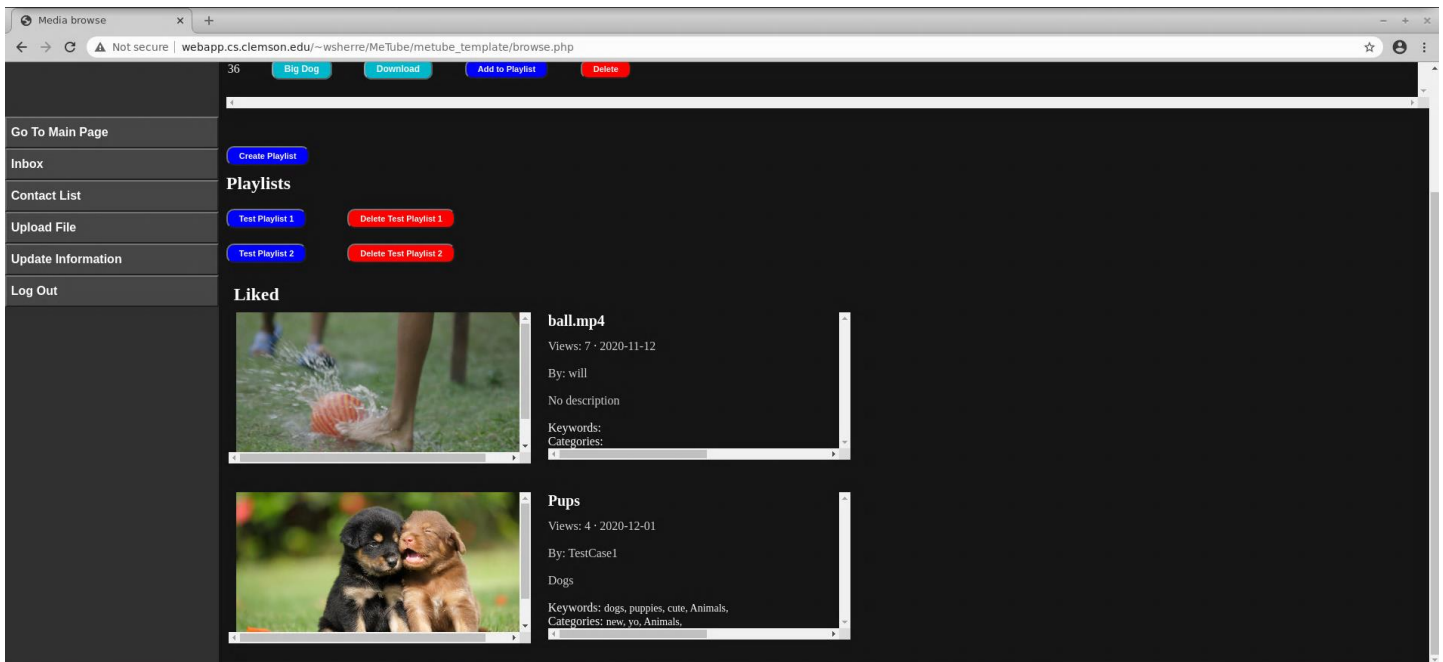 Media browse
Not secure | webapp.cs.clemson.edu/~wsherre/MeTube/metube_template/browse.php
36 Big Dog Download Add to Playlist Delete
Go To Main Page
Inbox
Contact List
Upload File
Update Information
Log Out
Create Playlist
Playlists
Test Playlist 1 Delete Test Playlist 1
Test Playlist 2 Delete Test Playlist 2
Liked
ball.mp4
Views: 7 · 2020-11-12
By: will
No description
Keywords:
Categories:
Pups
Views: 4 · 2020-12-01
By: TestCase1
Dogs
Keywords: dogs, puppies, cute, Animals,
Categories: new, yo, Animals,